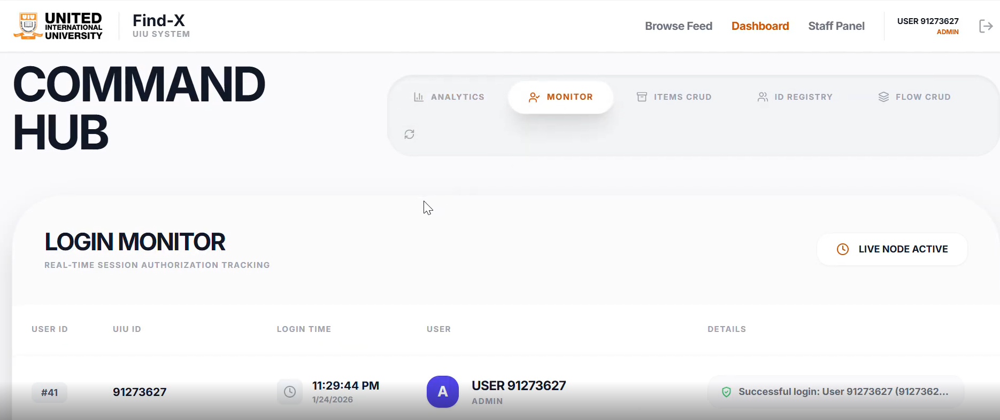 UNITED
INTERNATIONAL
UNIVERSITY
Find-X
UIU SYSTEM
Browse Feed
Dashboard
Staff Panel
USER 91273627
ADMIN
COMMAND
HUB
ANALYTICS
MONITOR
ITEMS CRUD
ID REGISTRY
FLOW CRUD
LOGIN MONITOR
REAL-TIME SESSION AUTHORIZATION TRACKING
LIVE NODE ACTIVE
USER ID
UIU ID
LOGIN TIME
USER
DETAILS
#41
91273627
11:29:44 PM
1/24/2026
A
USER 91273627
ADMIN
Successful login: User 91273627 (9127362...